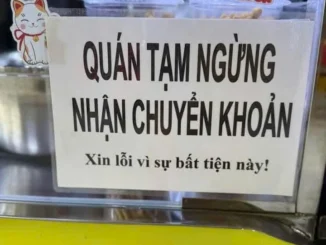 QUÁN TẠM NGỪNG
NHẬN CHUYỂN KHOẢN
Xin lỗi vì sự bất tiện này!